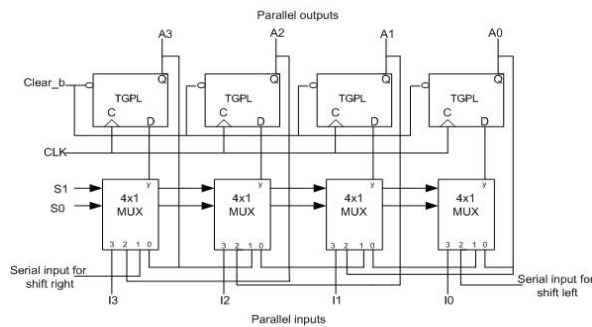 Parallel outputs
A3 A2 A1 A0
Clear_b
Q Q Q Q
TGPL TGPL TGPL TGPL
C D C D C D C D
CLK
S1
y y y y
S0
4x1 4x1 4x1 4x1
MUX MUX MUX MUX
3 2 1 0 3 2 1 0 3 2 1 0 3 2 1 0
Serial input for
shift right
Serial input for
shift left
I3 I2 I1 I0
Parallel inputs